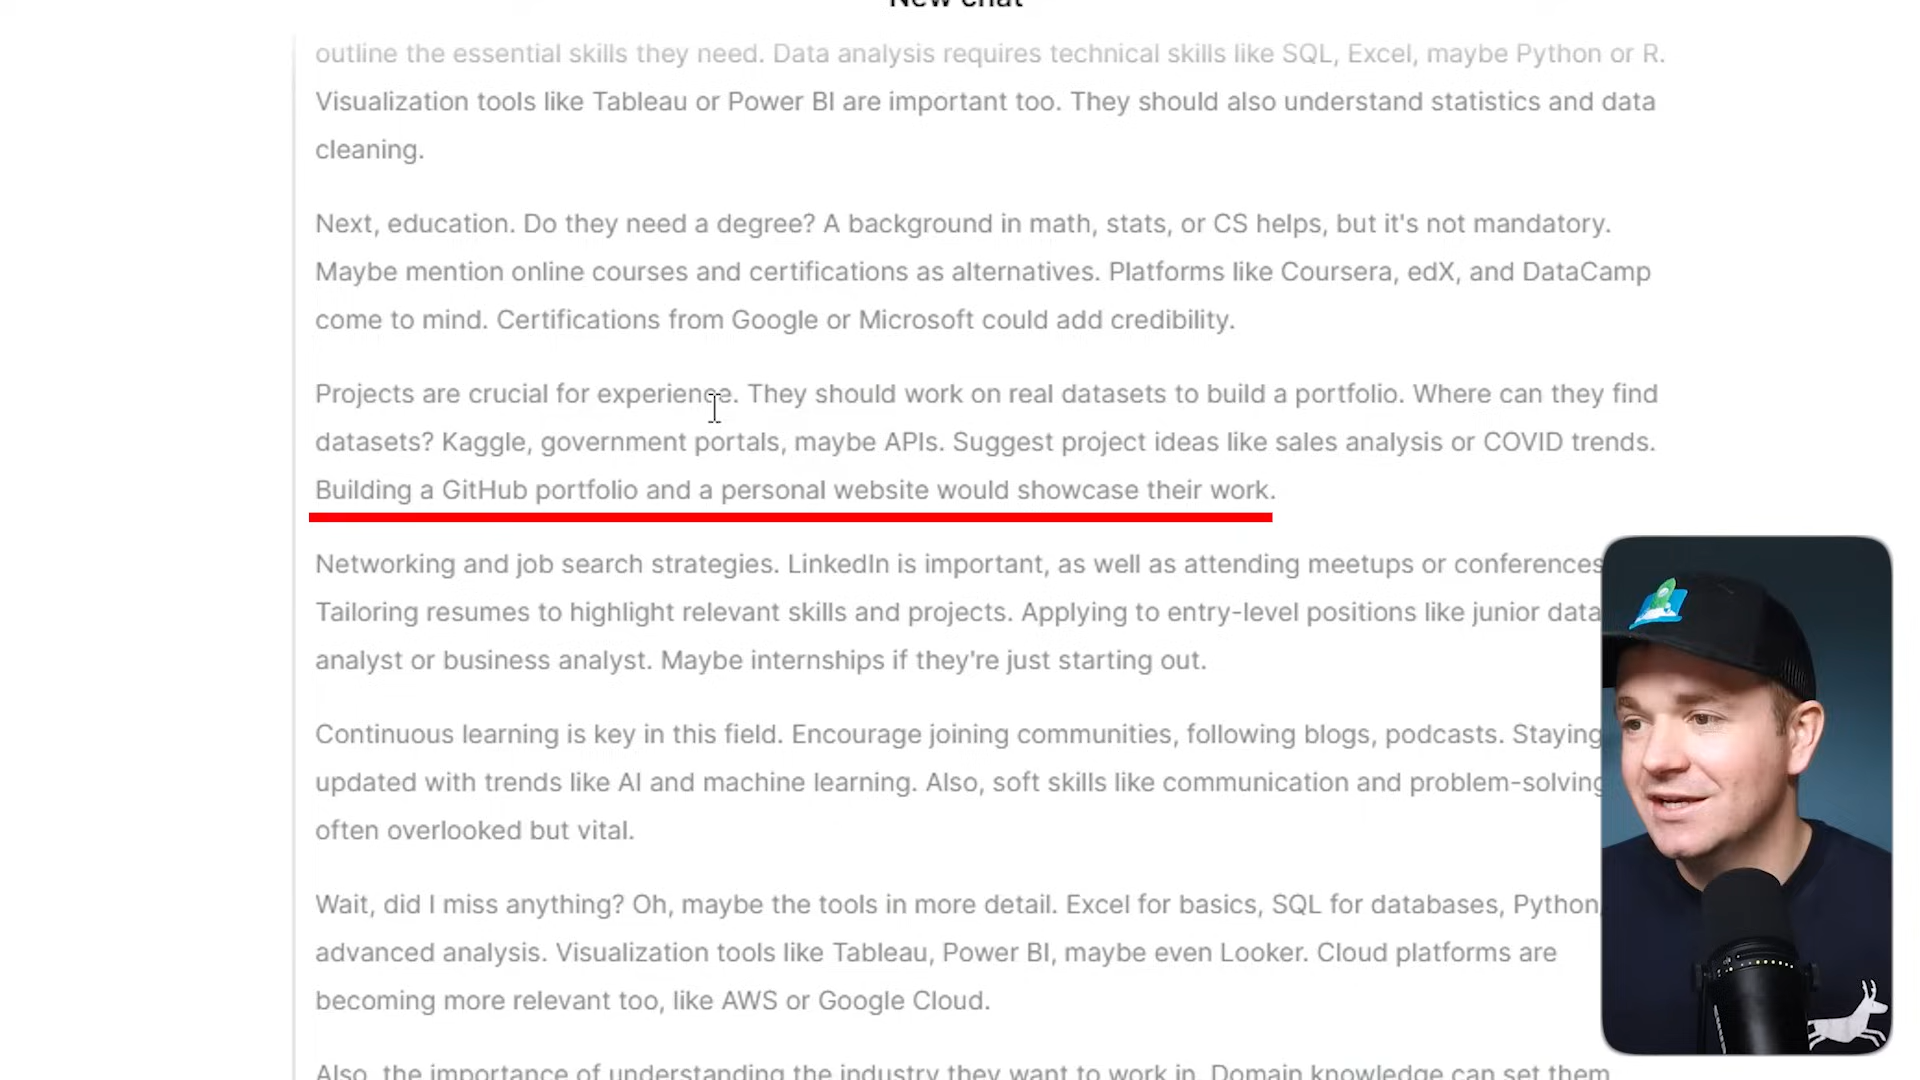 New chat
outline the essential skills they need. Data analysis requires technical skills like SQL, Excel, maybe Python or R.
Visualization tools like Tableau or Power BI are important too. They should also understand statistics and data
cleaning.
Next, education. Do they need a degree? A background in math, stats, or CS helps, but it's not mandatory.
Maybe mention online courses and certifications as alternatives. Platforms like Coursera, edX, and DataCamp
come to mind. Certifications from Google or Microsoft could add credibility.
Projects are crucial for experience. They should work on real datasets to build a portfolio. Where can they find
datasets? Kaggle, government portals, maybe APIs. Suggest project ideas like sales analysis or COVID trends.
Building a GitHub portfolio and a personal website would showcase their work.
Networking and job search strategies. LinkedIn is important, as well as attending meetups or conferences
Tailoring resumes to highlight relevant skills and projects. Applying to entry-level positions like junior data
analyst or business analyst. Maybe internships if they're just starting out.
Continuous learning is key in this field. Encourage joining communities, following blogs, podcasts. Staying
updated with trends like AI and machine learning. Also, soft skills like communication and problem-solving
often overlooked but vital.
Wait, did I miss anything? Oh, maybe the tools in more detail. Excel for basics, SQL for databases, Python,
advanced analysis. Visualization tools like Tableau, Power BI, maybe even Looker. Cloud platforms are
becoming more relevant too, like AWS or Google Cloud.
Also, the importance of understanding the industry they want to work in. Domain knowledge can set them